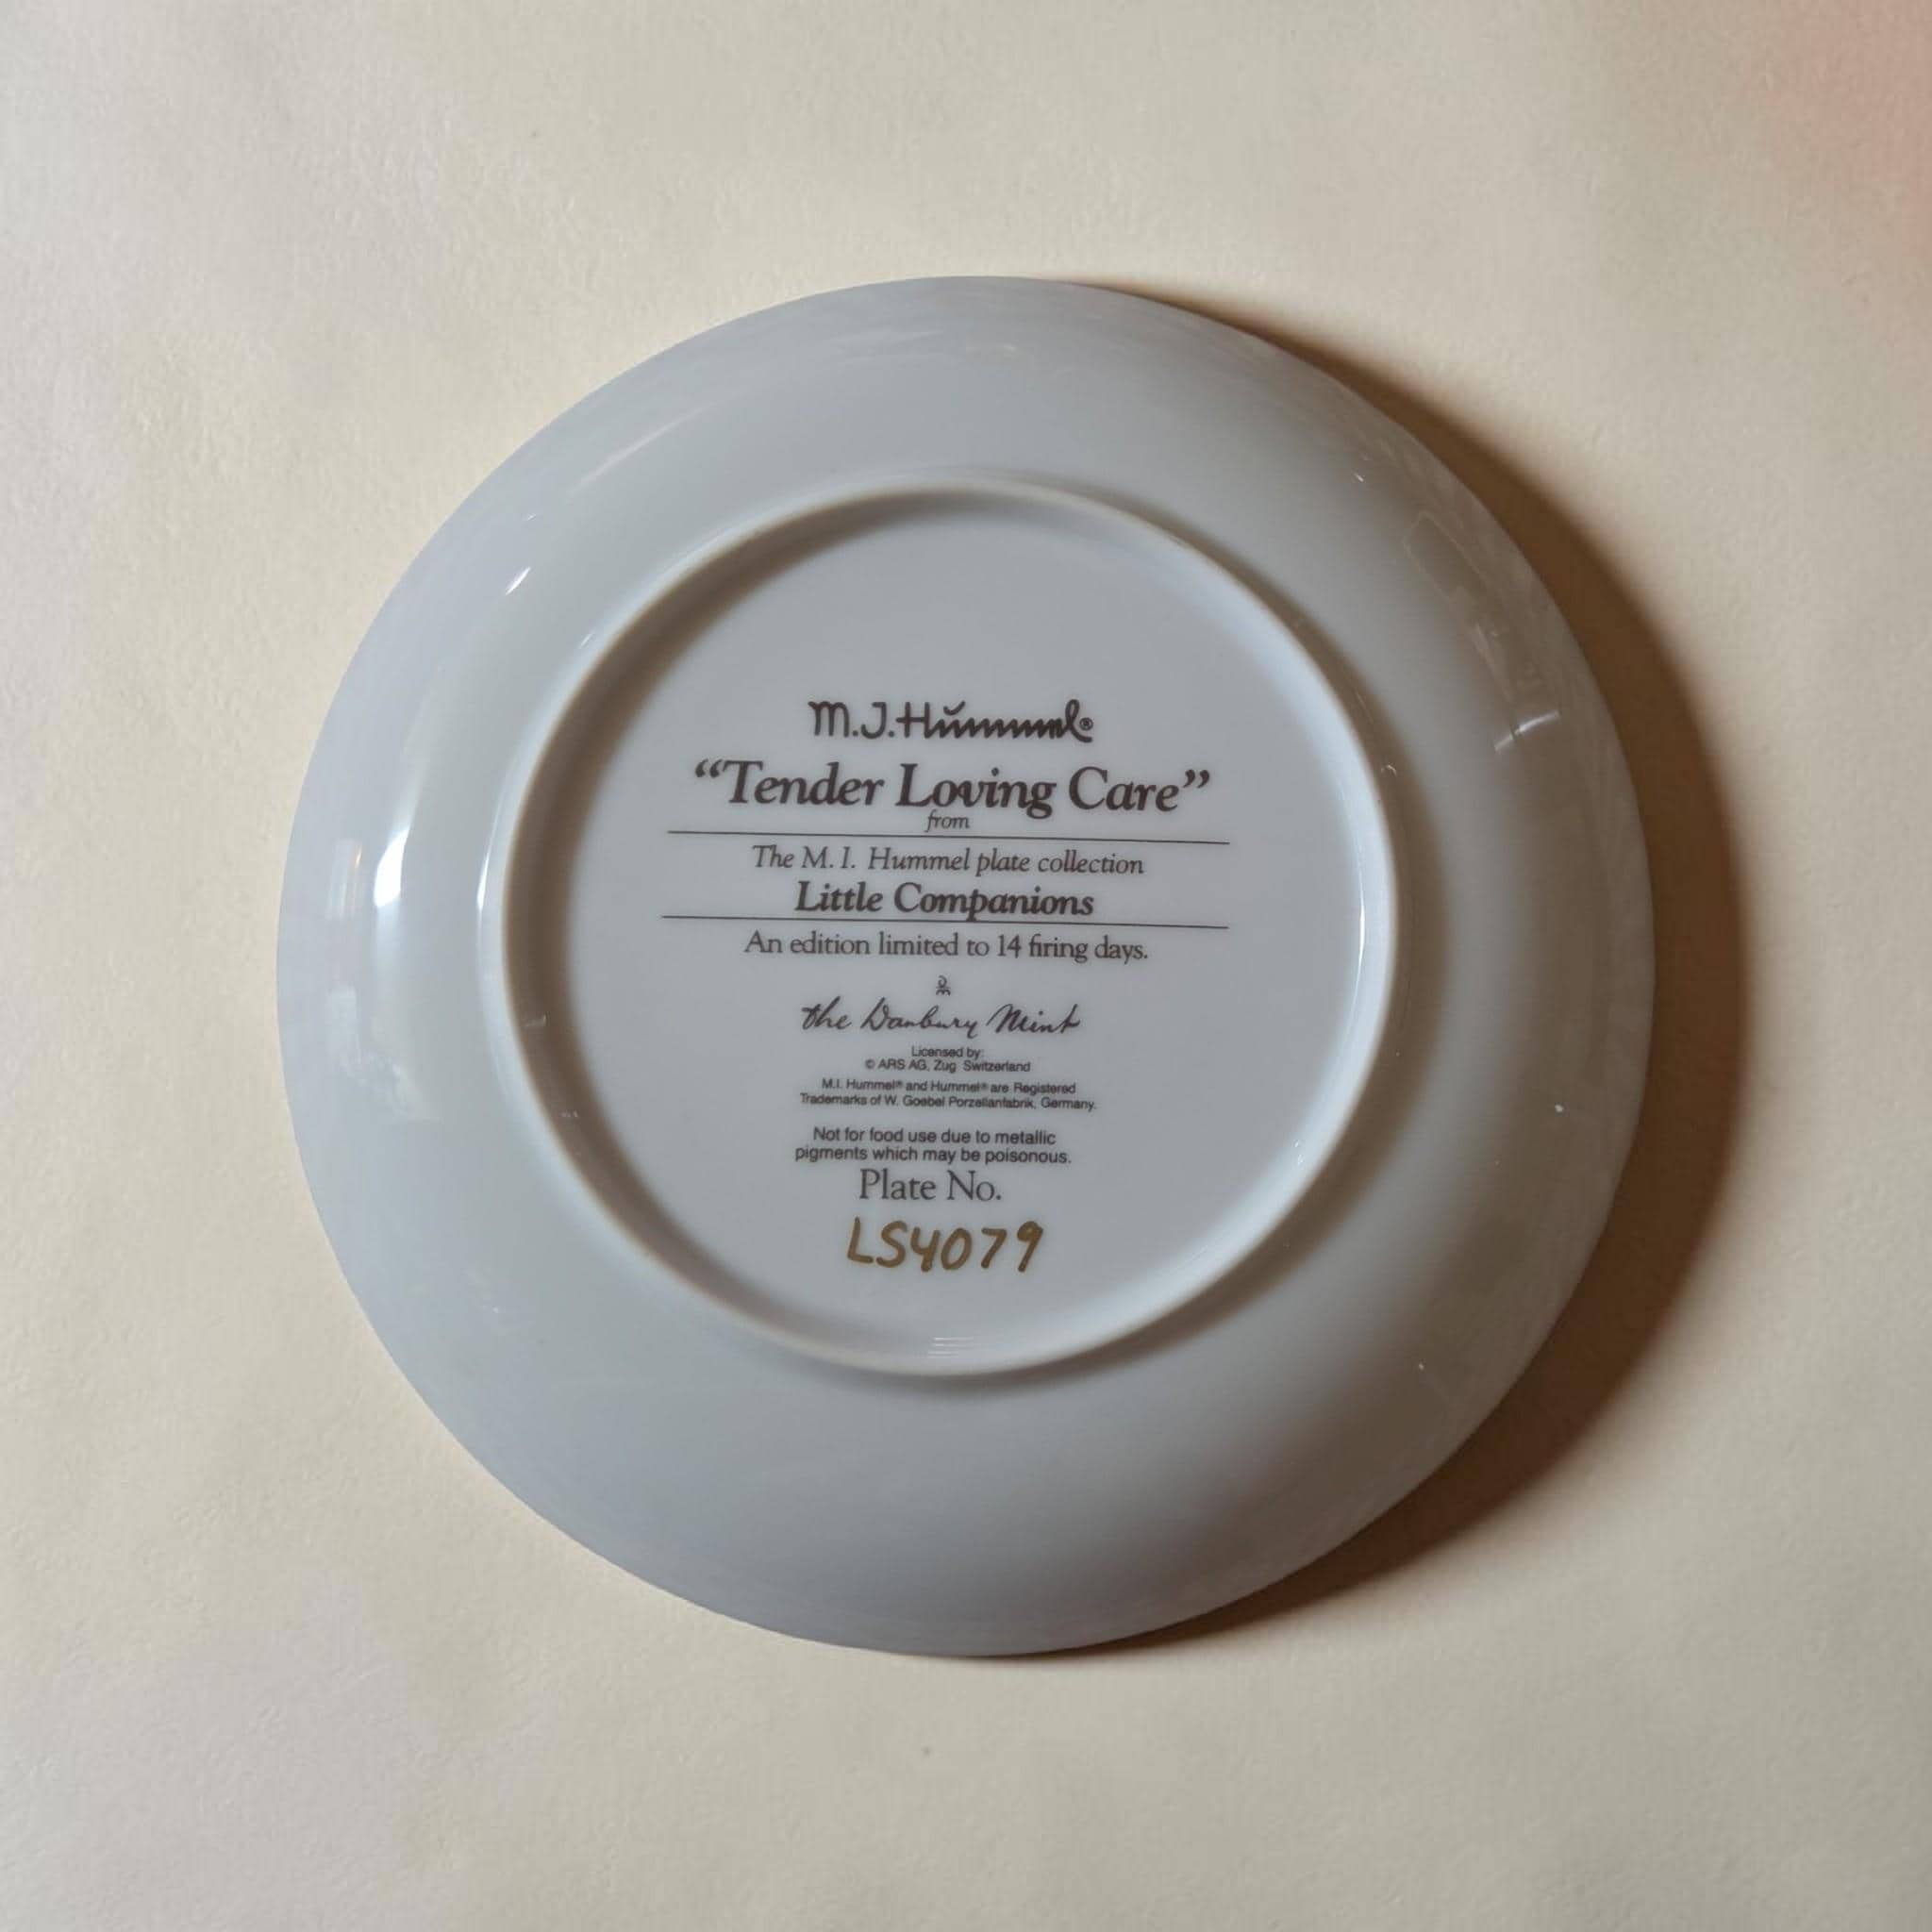 M.J.Hümmel®
“Tender Loving Care”
from
The M. I. Hummel plate collection
Little Companions
An edition limited to 14 firing days.
the Danbury Mint
Licensed by:
© ARS AG, Zug Switzerland
M.I. Hummel® and Hummel® are Registered
Trademarks of W. Goebel Porzellanfabrik, Germany.
Not for food use due to metallic
pigments which may be poisonous.
Plate No.
LS4079